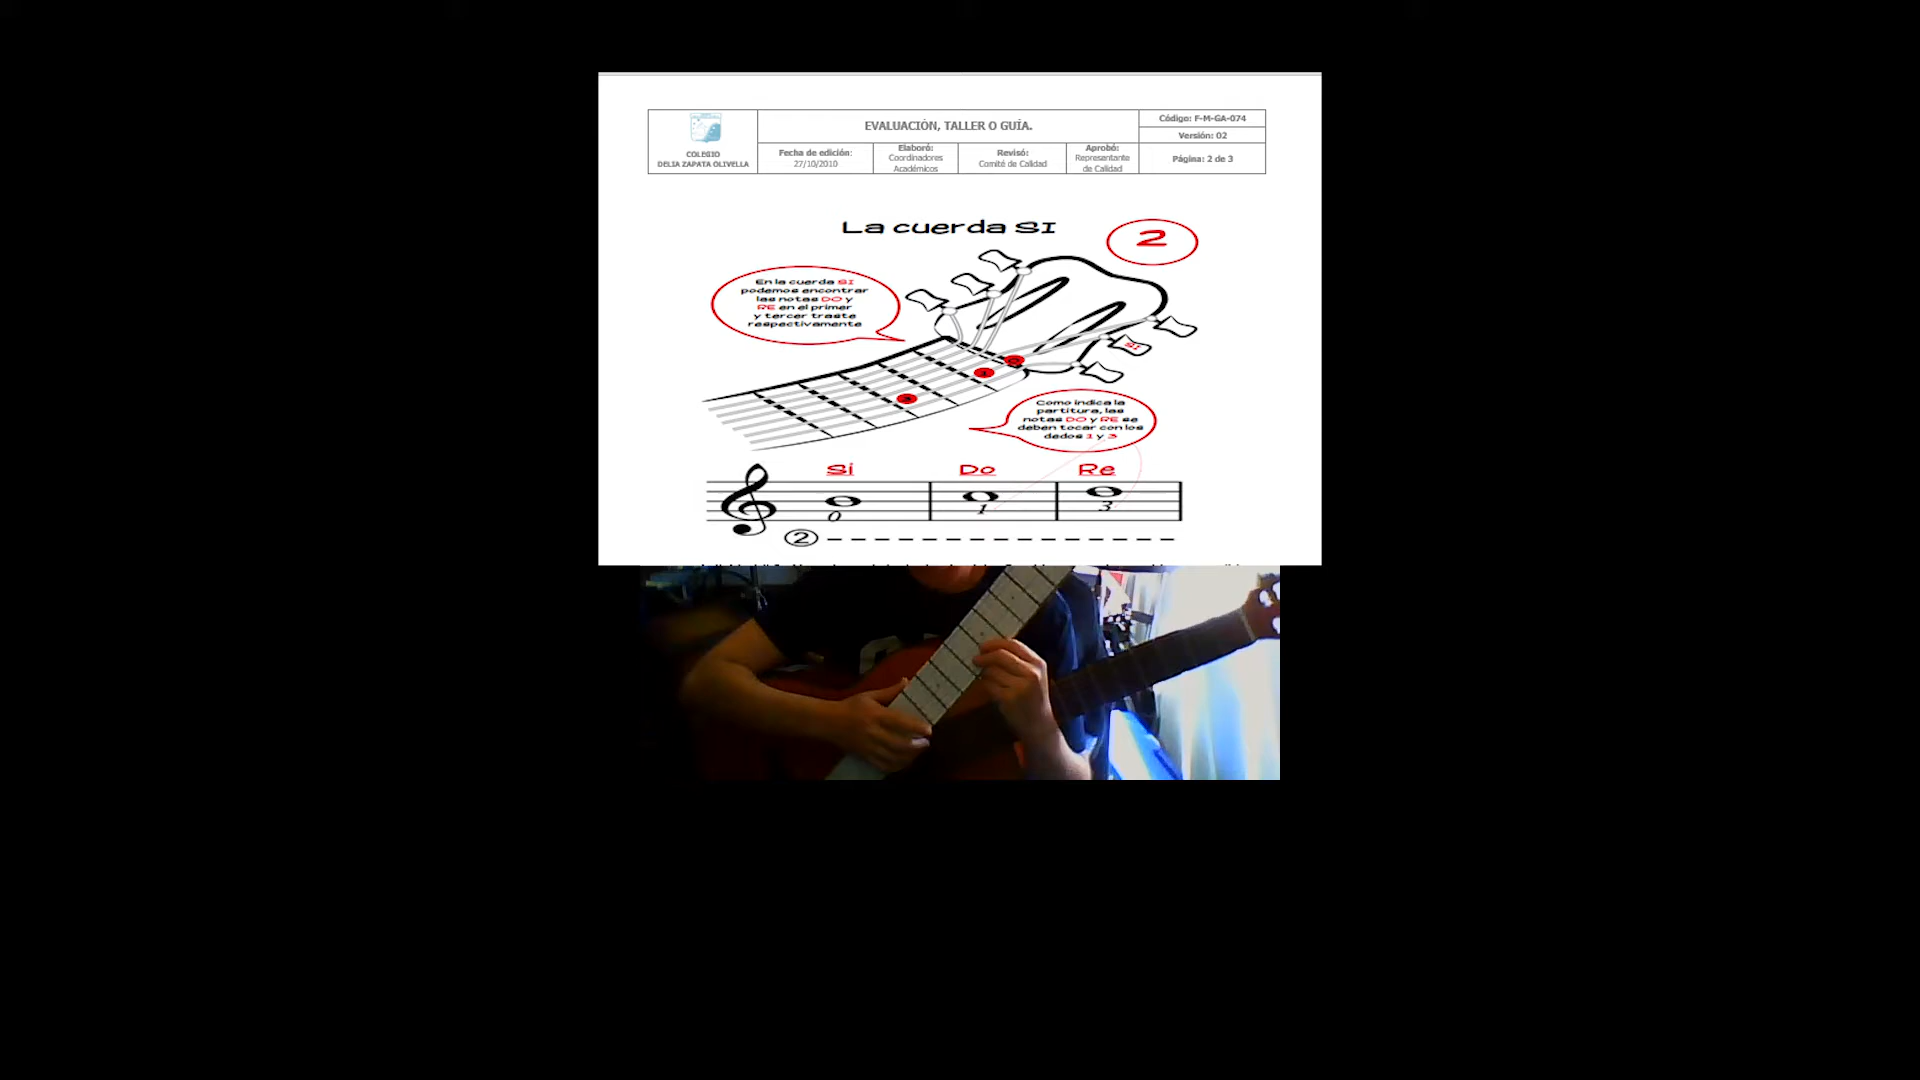 COLEGIO
DELIA ZAPATA OLIVELLA
EVALUACIÓN, TALLER O GUÍA.
Fecha de edición:
27/10/2010
Elaboró:
Coordinadores
Académicos
Revisó:
Comité de Calidad
Aprobó:
Representante
de Calidad
Código: F-M-GA-074
Versión: 02
Página: 2 de 3
La cuerda SI
2
En la cuerda SI
podemos encontrar
las notas DO y
RE en el primer
y tercer traste
respectivamente
SI
0
1
3
Como indica la
partitura, las
notas DO y RE se
deben tocar con los
dedos 1 y 3
Si
Do
Re
0
1
3
2